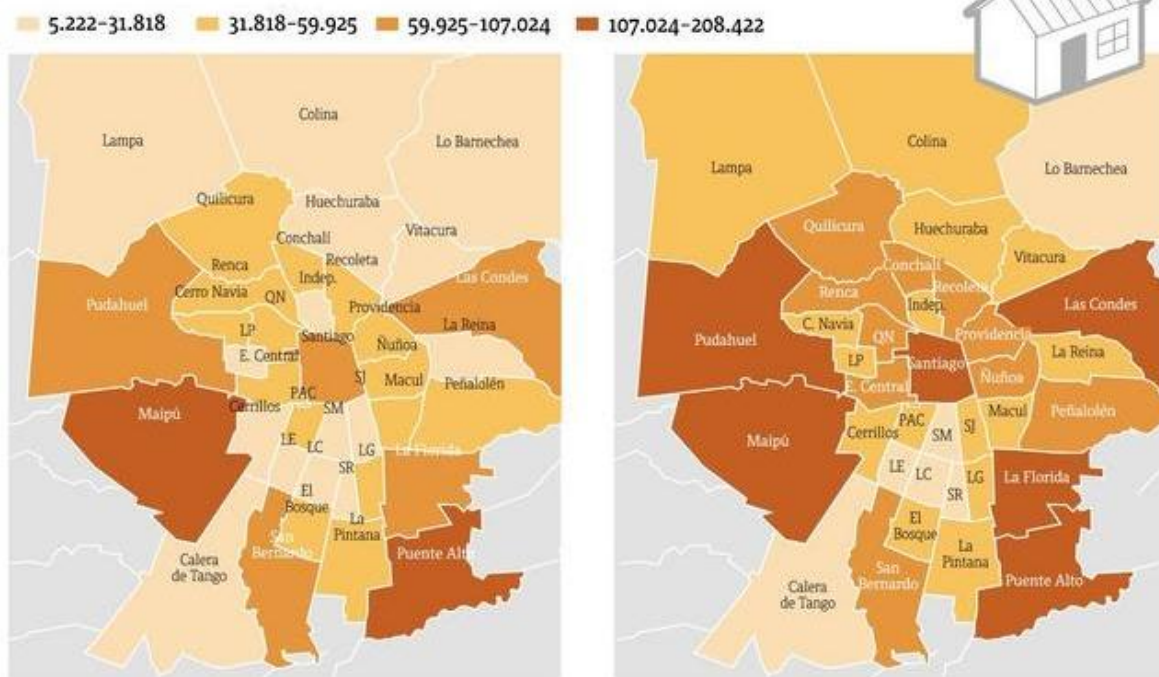 5.222-31.818
31.818-59.925
59.925-107.024
107.024-208.422
Colina
Lampa
Lo Barnechea
Quilicura
Huechuraba
Vitacura
Conchalí
Recoleta
Renca
Indep.
Las Condes
Cerro Navia
QN
Pudahuel
Providencia
LP
Santiago
La Reina
Ñuñoa
E. Central
SJ
Macul
Peñalolén
PAC
Maipú
Cerrillos
SM
LE
LC
LG
La Florida
SR
El
Bosque
La
Pintana
San
Bernardo
Puente Alto
Calera
de Tango
Colina
Lampa
Lo Barnechea
Quilicura
Huechuraba
Vitacura
Conchalí
Recoleta
Renca
Indep.
Las Condes
C. Navia
QN
Providencia
Pudahuel
LP
Santiago
La Reina
E. Central
Ñuñoa
Peñalolén
Macul
PAC
SJ
Cerrillos
SM
Maipú
LE
LC
LG
SR
La Florida
El
Bosque
La
Pintana
San
Bernardo
Puente Alto
Calera
de Tango